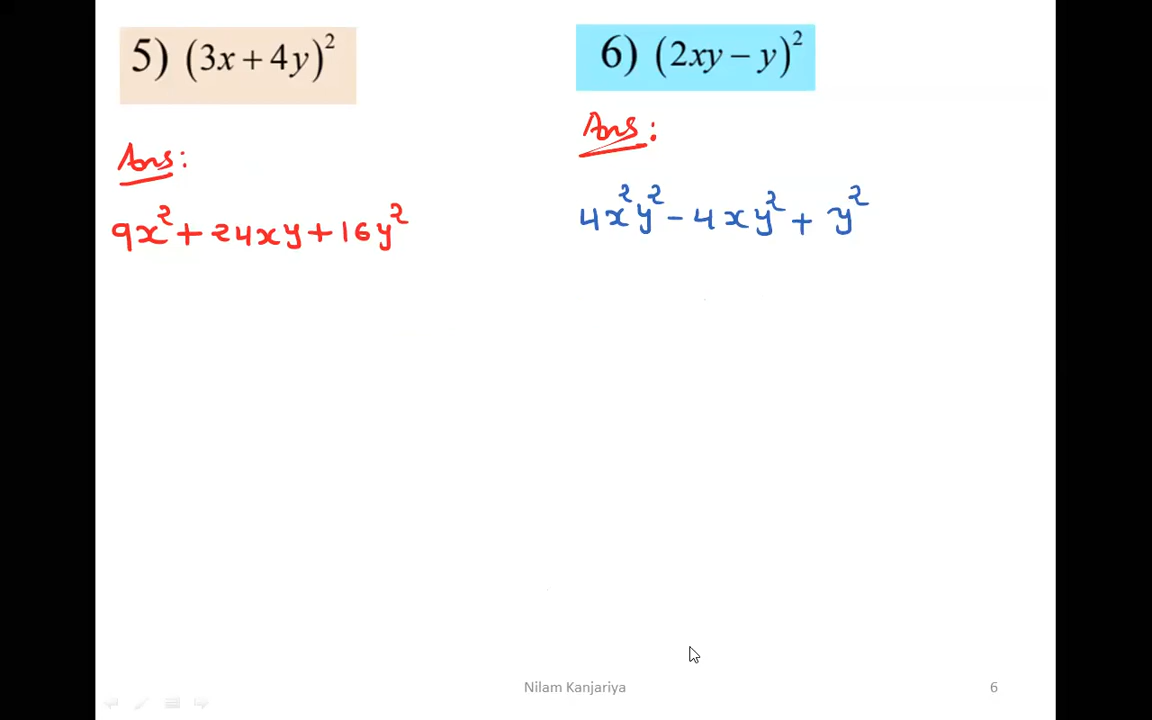 5) (3x + 4y)²
Ans:
9x² + 24xy + 16y²
6) (2xy − y)²
Ans:
4x²y² − 4xy² + y²
Nilam Kanjariya
6